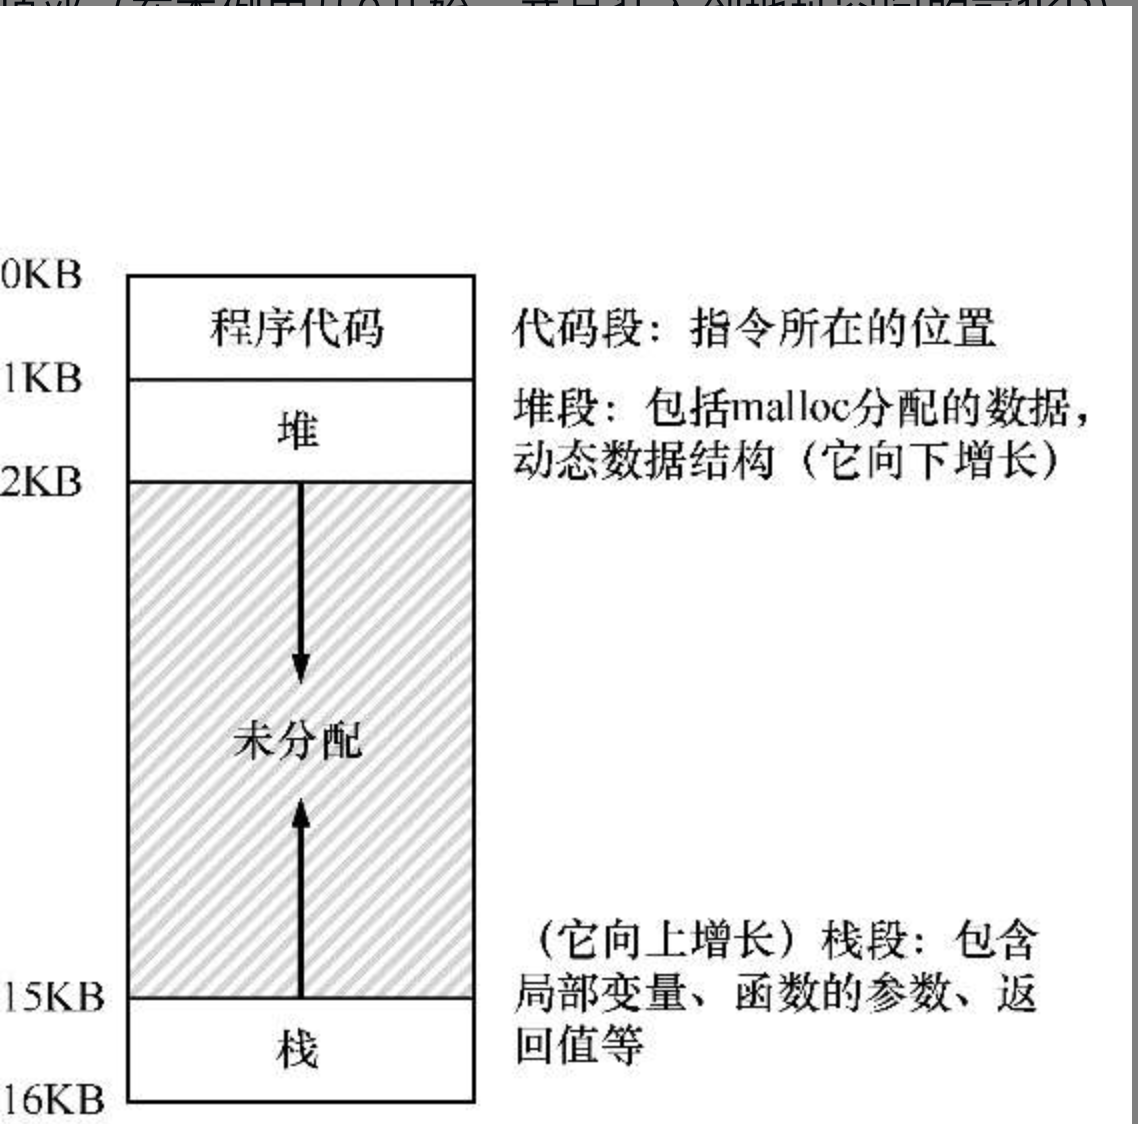 0KB
程序代码
代码段：指令所在的位置
1KB
堆段：包括malloc分配的数据，
堆
动态数据结构（它向下增长）
2KB
未分配
（它向上增长）栈段：包含
15KB
局部变量、函数的参数、返
栈
回值等
16KB